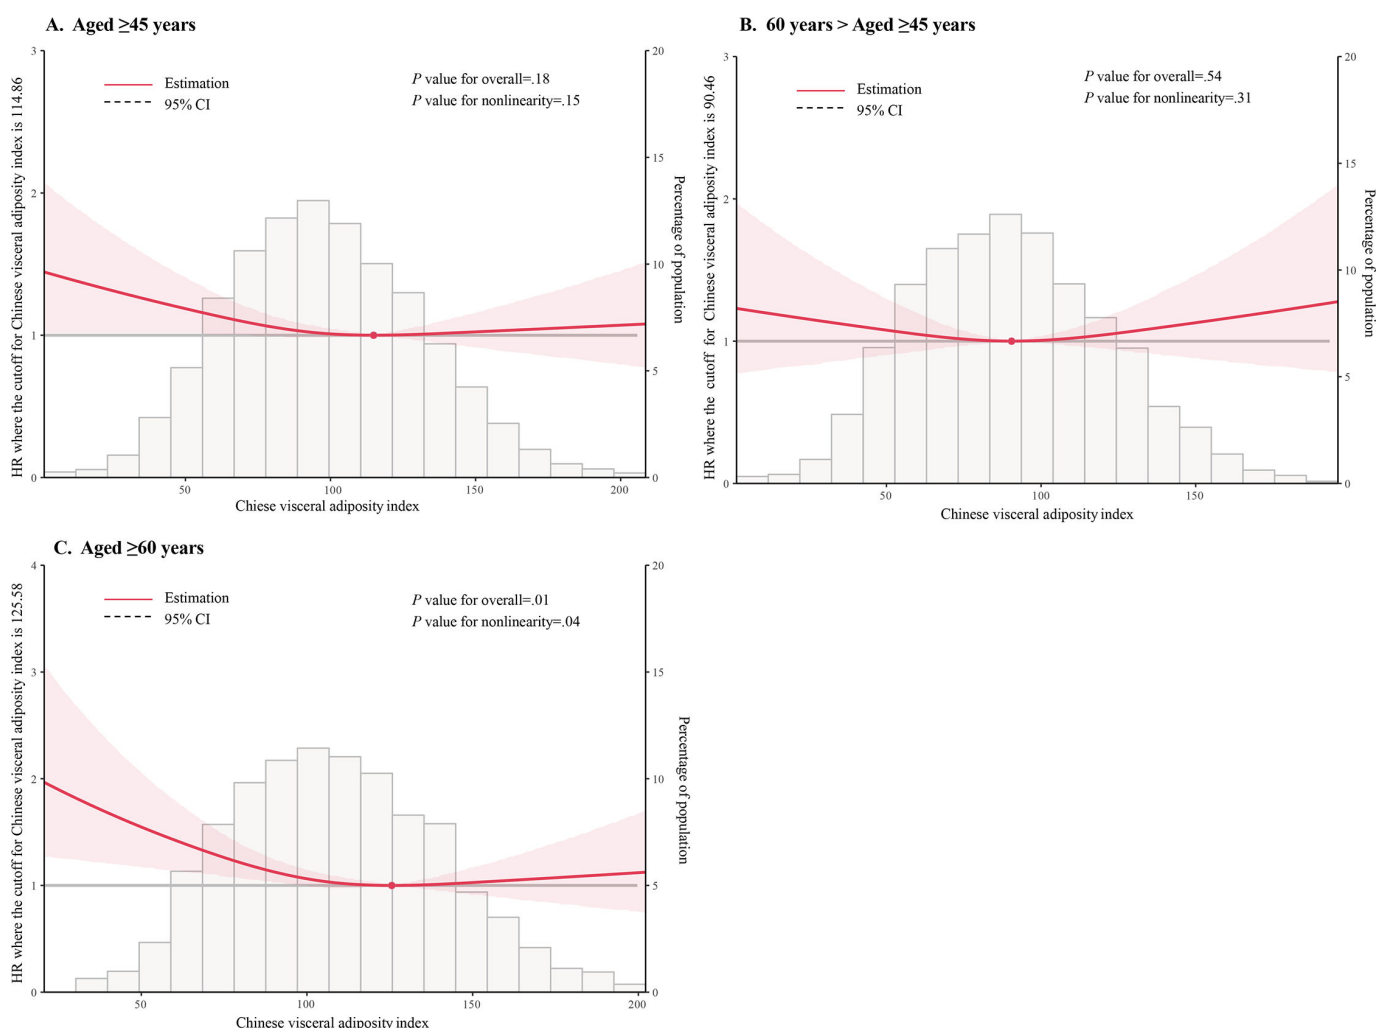 A. Aged ≥45 years
HR where the cutoff for Chinese visceral adiposity index is 114.86
3
2
1
0
Estimation
95% CI
P value for overall=.18
P value for nonlinearity=.15
20
15
10
5
0
Percentage of population
50
100
150
200
Chiese visceral adiposity index
B. 60 years > Aged ≥45 years
HR where the cutoff for Chinese visceral adiposity index is 90.46
3
2
1
0
Estimation
95% CI
P value for overall=.54
P value for nonlinearity=.31
20
15
10
5
0
Percentage of population
50
100
150
Chinese visceral adiposity index
C. Aged ≥60 years
HR where the cutoff for Chinese visceral adiposity index is 125.58
4
3
2
1
0
Estimation
95% CI
P value for overall=.01
P value for nonlinearity=.04
20
15
10
5
0
Percentage of population
50
100
150
200
Chinese visceral adiposity index